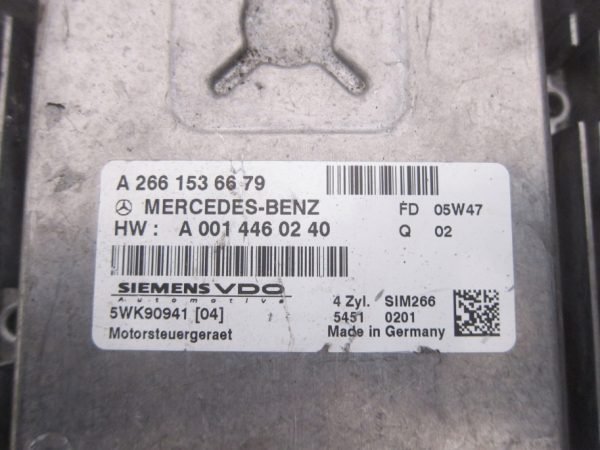 A 266 153 66 79
MERCEDES-BENZ FD 05W47
HW : A 001 446 02 40 Q 02
SIEMENS VDO
Automotive
5WK90941 [04]
Motorsteuergeraet
4 Zyl. SIM266
5451 0201
Made in Germany